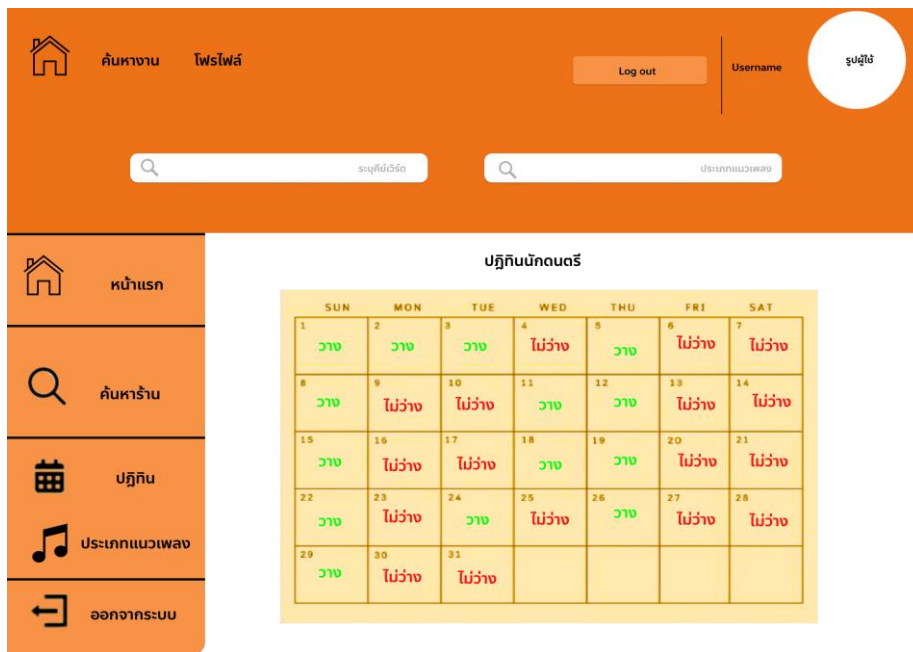 ค้นหางาน โฟรไฟล์ Log out Username รูปผู้ใช้
ระบุคีย์เวิร์ด ประเภทแนวเพลง
หน้าแรก
ค้นหาร้าน
ปฎิทิน
ประเภทแนวเพลง
ออกจากระบบ
ปฎิทินนักดนตรี
SUN MON TUE WED THU FRI SAT
1 2 3 4 5 6 7
วาง วาง วาง ไม่ว่าง วาง ไม่ว่าง ไม่ว่าง
8 9 10 11 12 13 14
วาง ไม่ว่าง ไม่ว่าง วาง วาง ไม่ว่าง ไม่ว่าง
15 16 17 18 19 20 21
วาง ไม่ว่าง ไม่ว่าง วาง วาง ไม่ว่าง ไม่ว่าง
22 23 24 25 26 27 28
วาง ไม่ว่าง วาง ไม่ว่าง วาง ไม่ว่าง ไม่ว่าง
29 30 31
วาง ไม่ว่าง ไม่ว่าง